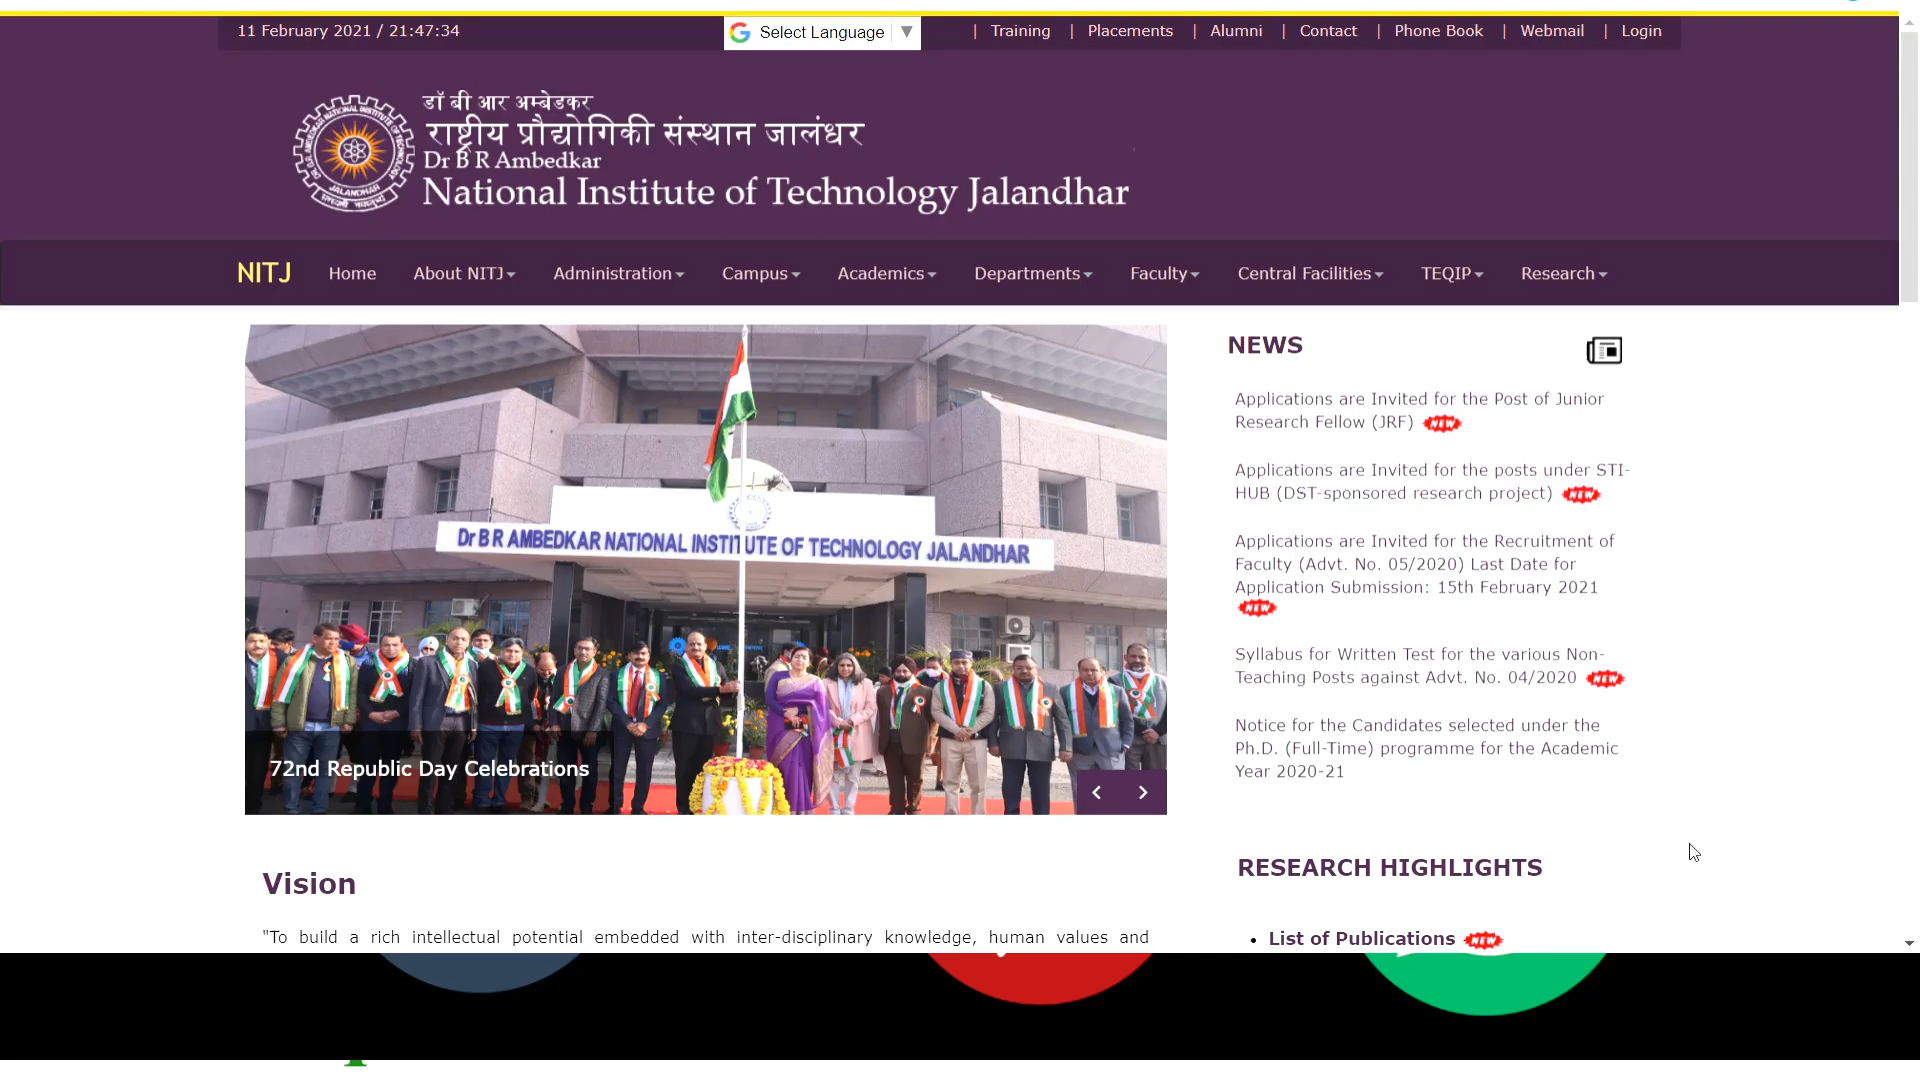 11 February 2021 / 21:47:34
Select Language ▼
| Training | Placements | Alumni | Contact | Phone Book | Webmail | Login
डॉ बी आर अम्बेडकर
राष्ट्रीय प्रौद्योगिकी संस्थान जालंधर
Dr B R Ambedkar
National Institute of Technology Jalandhar
NITJ Home About NITJ Administration Campus Academics Departments Faculty Central Facilities TEQIP Research
Dr B R AMBEDKAR NATIONAL INSTITUTE OF TECHNOLOGY JALANDHAR
72nd Republic Day Celebrations
NEWS
Applications are Invited for the Post of Junior
Research Fellow (JRF) NEW
Applications are Invited for the posts under STI-
HUB (DST-sponsored research project) NEW
Applications are Invited for the Recruitment of
Faculty (Advt. No. 05/2020) Last Date for
Application Submission: 15th February 2021
NEW
Syllabus for Written Test for the various Non-
Teaching Posts against Advt. No. 04/2020 NEW
Notice for the Candidates selected under the
Ph.D. (Full-Time) programme for the Academic
Year 2020-21
Vision
"To build a rich intellectual potential embedded with inter-disciplinary knowledge, human values and
RESEARCH HIGHLIGHTS
• List of Publications NEW